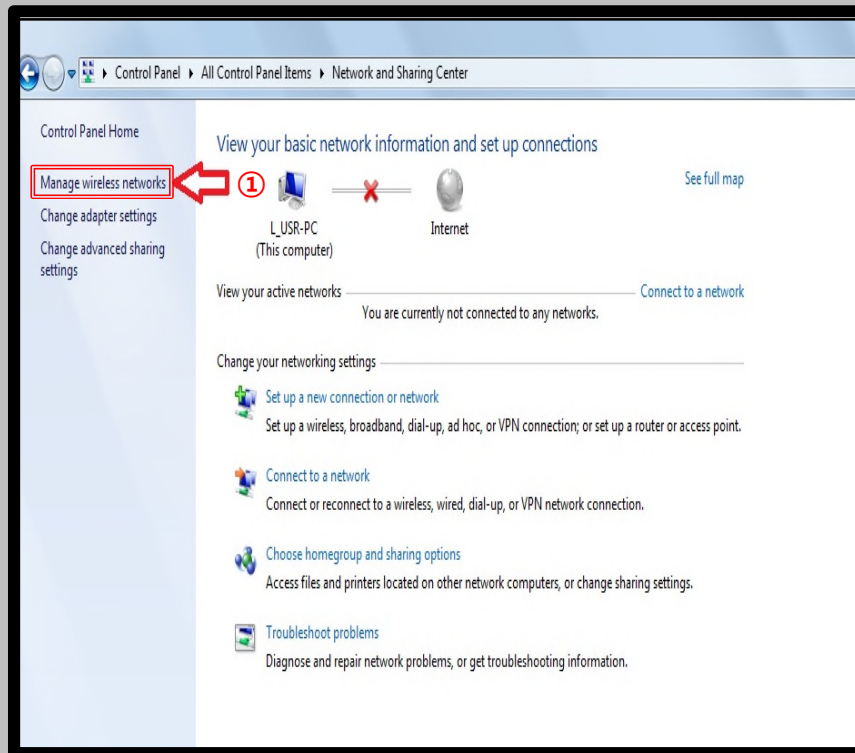 Control Panel ▸ All Control Panel Items ▸ Network and Sharing Center
Control Panel Home
Manage wireless networks
①
Change adapter settings
Change advanced sharing
settings
View your basic network information and set up connections
See full map
L_USR-PC
(This computer)
Internet
View your active networks
Connect to a network
You are currently not connected to any networks.
Change your networking settings
Set up a new connection or network
Set up a wireless, broadband, dial-up, ad hoc, or VPN connection; or set up a router or access point.
Connect to a network
Connect or reconnect to a wireless, wired, dial-up, or VPN network connection.
Choose homegroup and sharing options
Access files and printers located on other network computers, or change sharing settings.
Troubleshoot problems
Diagnose and repair network problems, or get troubleshooting information.